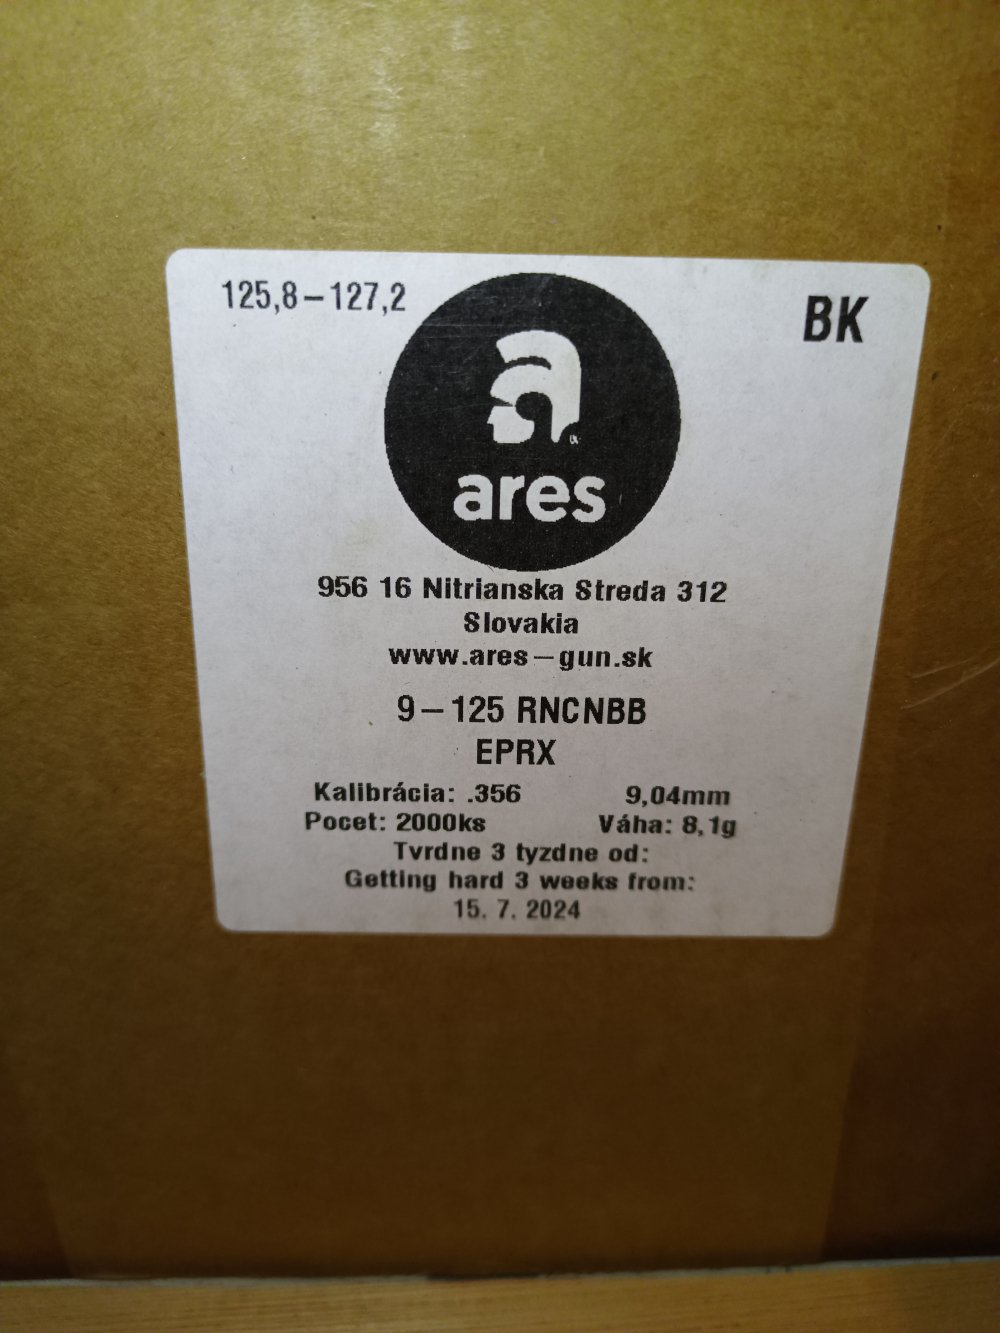 125,8–127,2
BK
ares
956 16 Nitrianska Streda 312
Slovakia
www.ares–gun.sk
9–125 RNCNBB
EPRX
Kalibrácia: .356 9,04mm
Pocet: 2000ks Váha: 8,1g
Tvrdne 3 tyzdne od:
Getting hard 3 weeks from:
15. 7. 2024